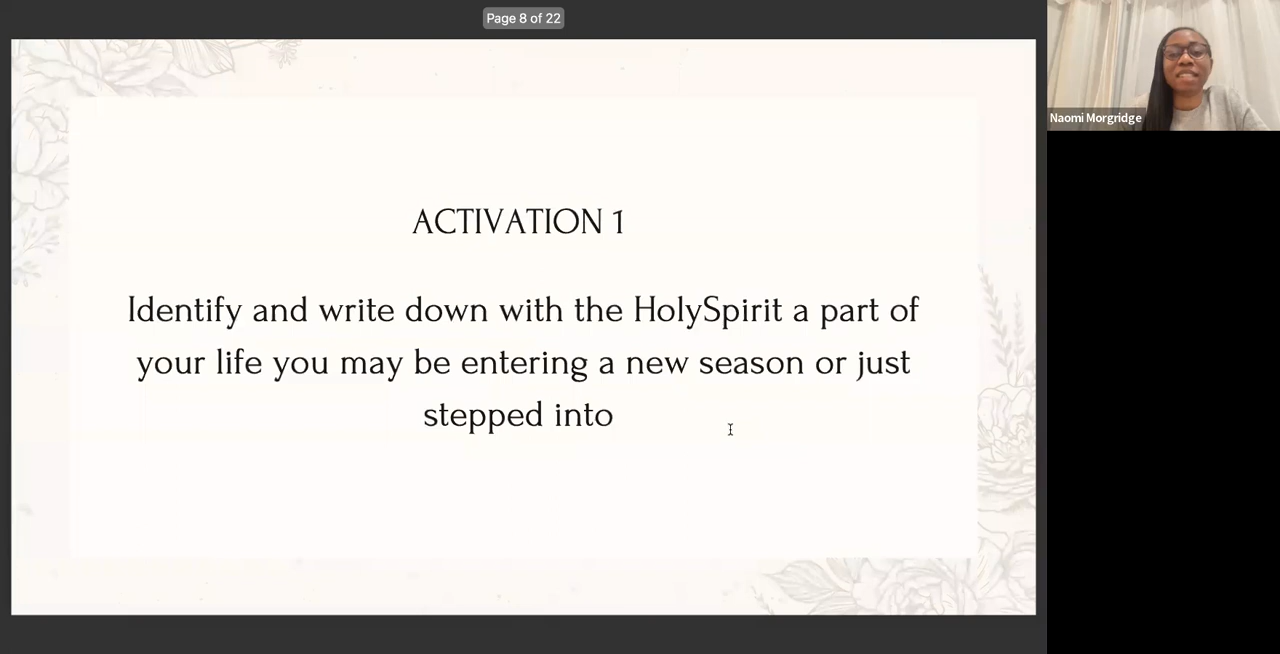 Page 8 of 22
Naomi Morgridge
ACTIVATION 1
Identify and write down with the HolySpirit a part of
your life you may be entering a new season or just
stepped into